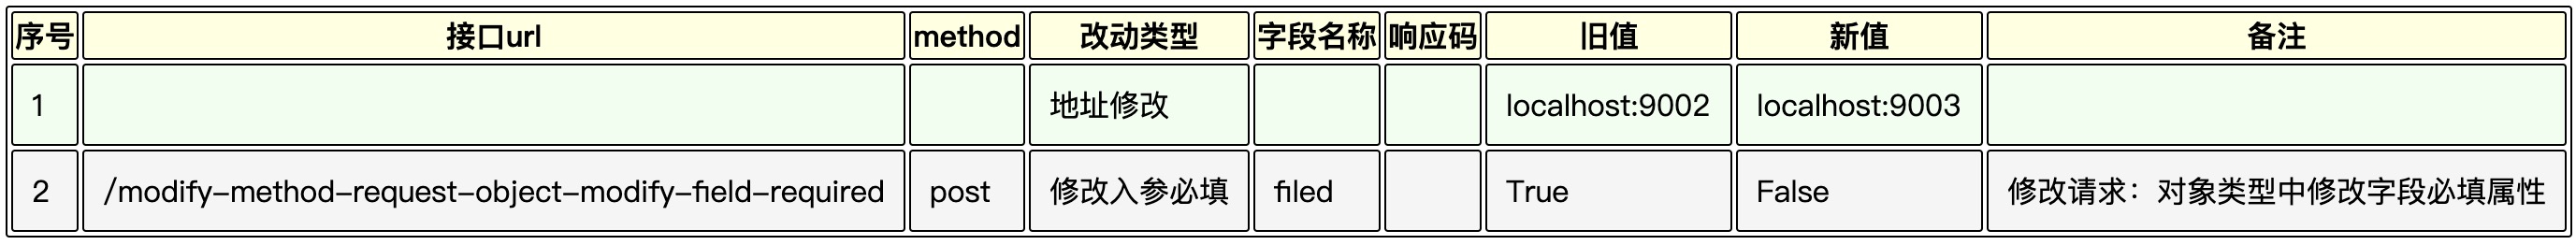 序号 接口url method 改动类型 字段名称 响应码 旧值 新值 备注
1 地址修改 localhost:9002 localhost:9003
2 /modify-method-request-object-modify-field-required post 修改入参必填 filed True False 修改请求：对象类型中修改字段必填属性